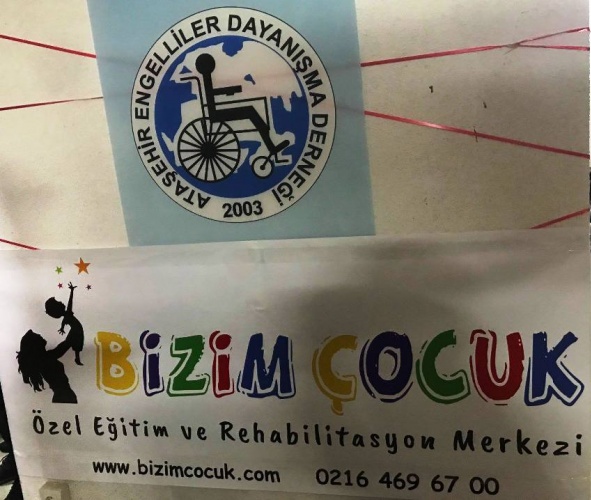 ATAŞEHİR ENGELLİLER DAYANIŞMA DERNEĞİ
2003
BİZİM ÇOCUK
Özel Eğitim ve Rehabilitasyon Merkezi
www.bizimcocuk.com 0216 469 67 00